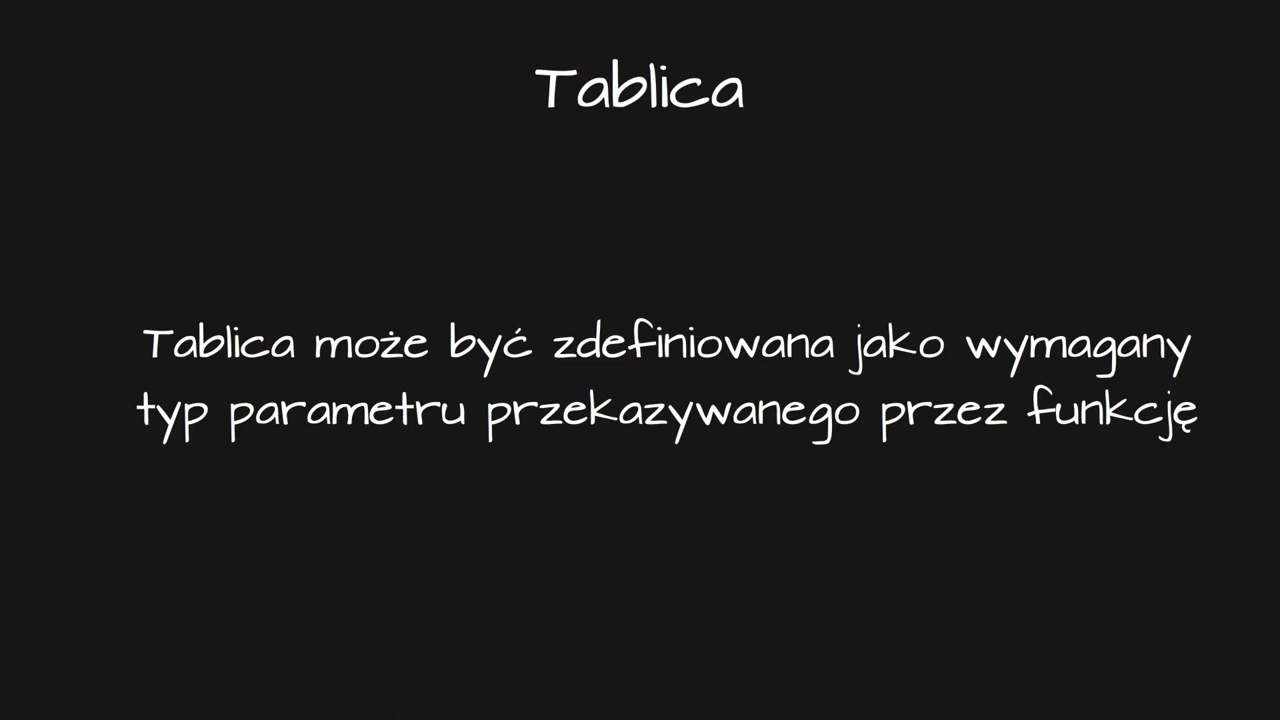 Tablica
Tablica może być zdefiniowana jako wymagany
typ parametru przekazywanego przez funkcję